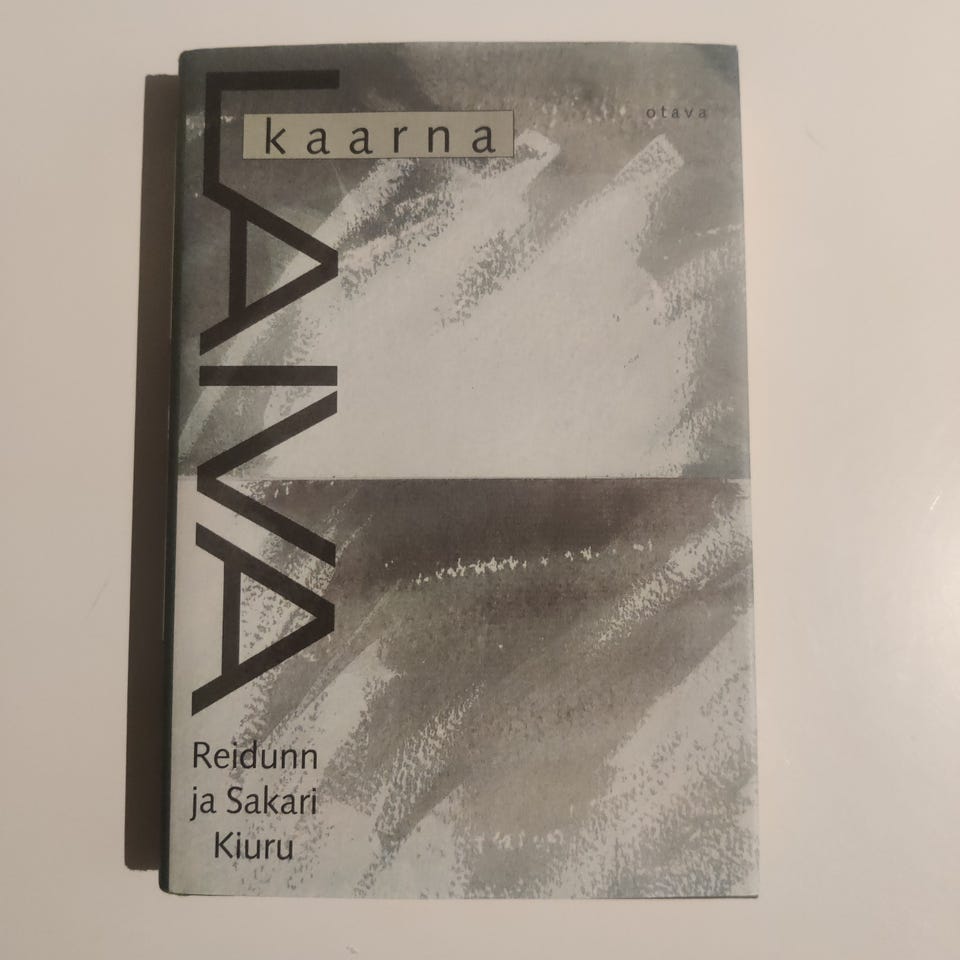 otava
kaarna
LAIVA
Reidunn
ja Sakari
Kiuru